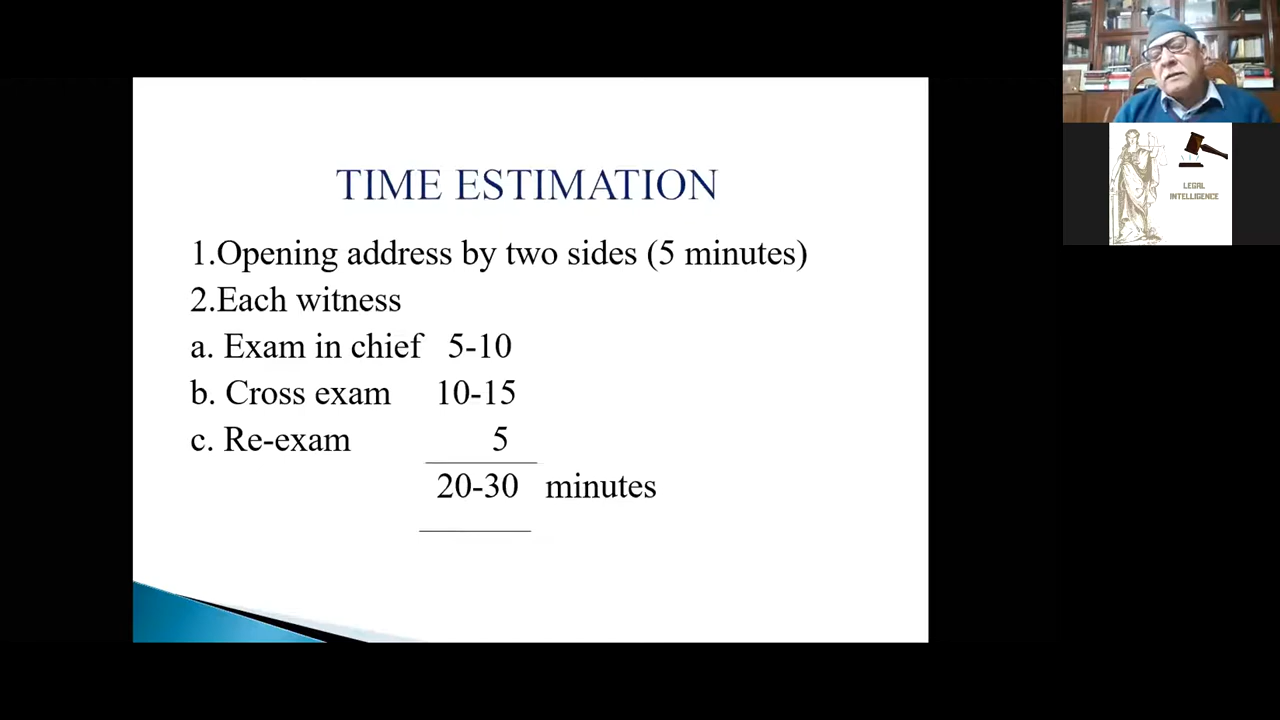 TIME ESTIMATION
1.Opening address by two sides (5 minutes)
2.Each witness
a. Exam in chief 5-10
b. Cross exam 10-15
c. Re-exam 5
20-30 minutes
LEGAL
INTELLIGENCE